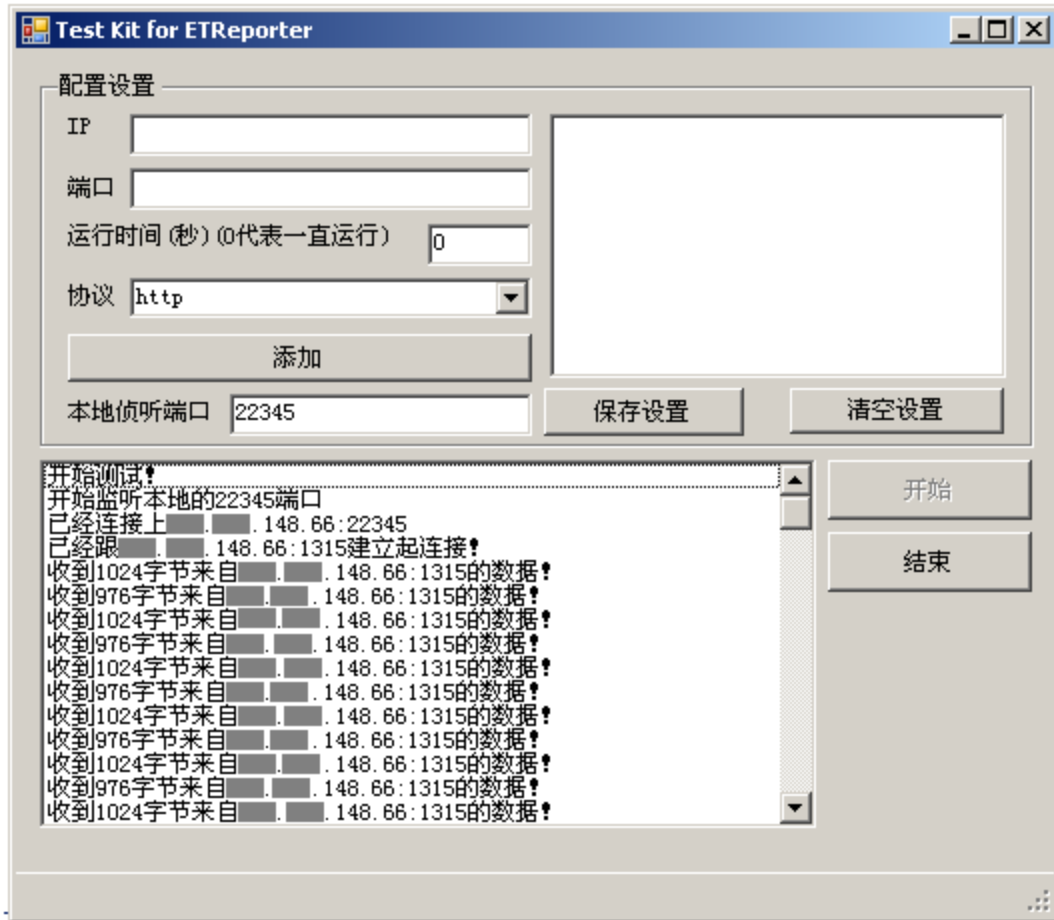 Test Kit for ETReporter
配置设置
IP
端口
运行时间(秒)(0代表一直运行)
0
协议
http
添加
本地侦听端口
22345
保存设置
清空设置
开始测试!
开始监听本地的22345端口
已经连接上 . .148.66:22345
已经跟 . .148.66:1315建立起连接!
收到1024字节来自 . .148.66:1315的数据!
收到976字节来自 . .148.66:1315的数据!
收到1024字节来自 . .148.66:1315的数据!
收到976字节来自 . .148.66:1315的数据!
收到1024字节来自 . .148.66:1315的数据!
收到976字节来自 . .148.66:1315的数据!
收到1024字节来自 . .148.66:1315的数据!
收到976字节来自 . .148.66:1315的数据!
收到1024字节来自 . .148.66:1315的数据!
收到976字节来自 . .148.66:1315的数据!
收到1024字节来自 . .148.66:1315的数据!
开始
结束